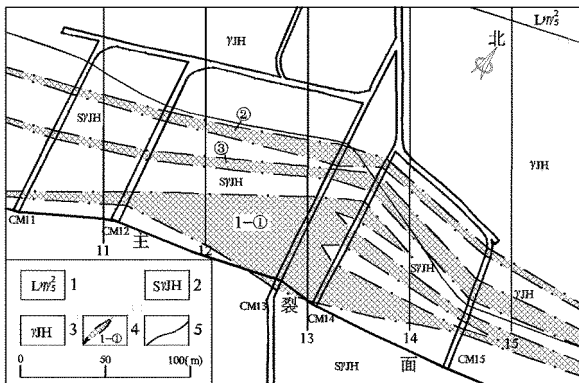 Lηγ₅²
γJH
北
②
SγJH
③
γJH
SγJH
1-①
CM11
CM12
主
11
12
SγJH
γJH
CM13
裂
CM14
13
14
15
SγJH
面
CM15
Lηγ₅² 1
SγJH 2
γJH 3
1-① 4
5
0 50 100(m)